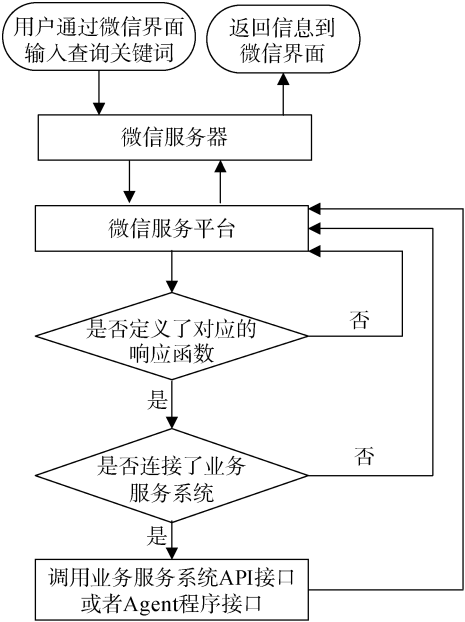 用户通过微信界面
输入查询关键词
返回信息到
微信界面
微信服务器
微信服务平台
是否定义了对应的
响应函数
否
是
是否连接了业务
服务系统
否
是
调用业务服务系统API接口
或者Agent程序接口